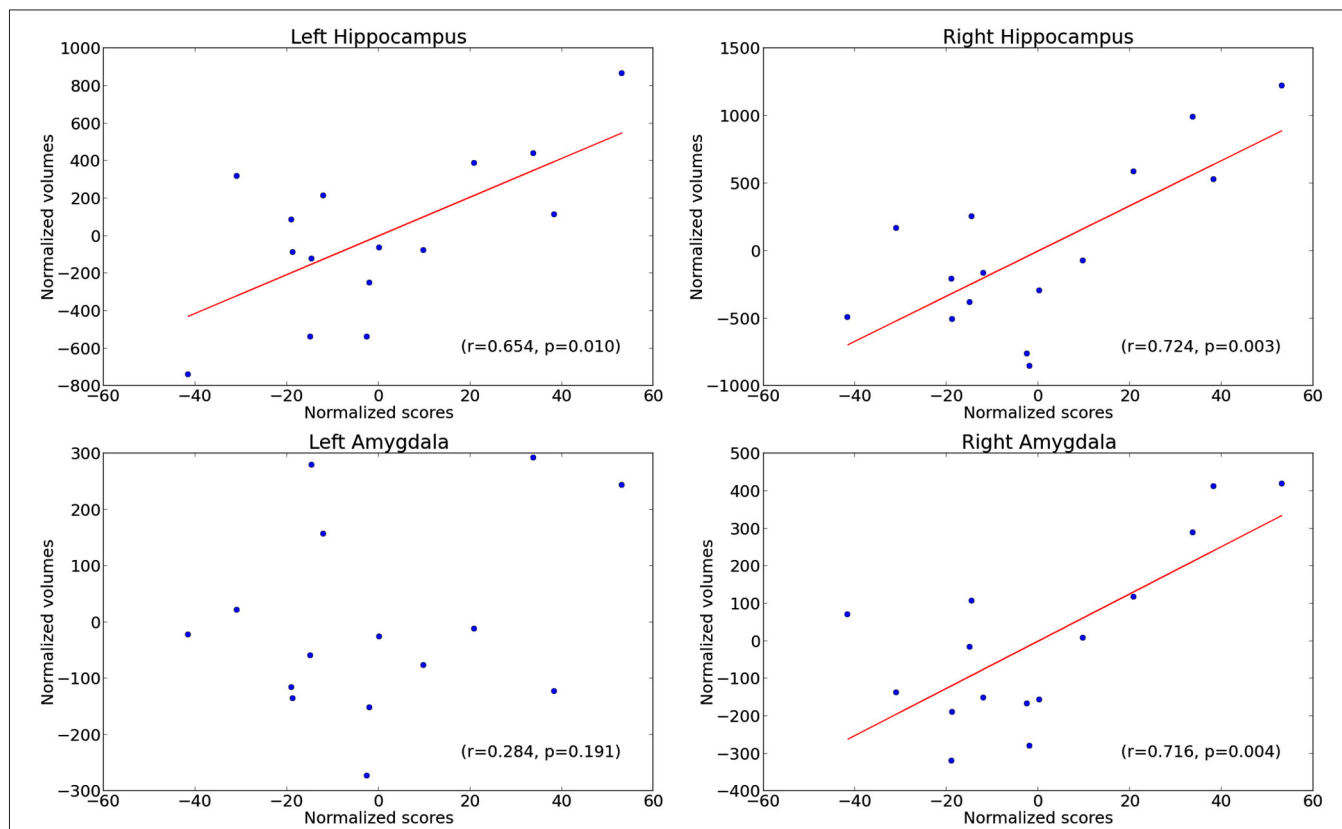 Left Hippocampus
1000
800
600
400
200
0
−200
−400
−600
−800
Normalized volumes
(r=0.654, p=0.010)
−60 −40 −20 0 20 40 60
Normalized scores
Right Hippocampus
1500
1000
500
0
−500
−1000
Normalized volumes
(r=0.724, p=0.003)
−60 −40 −20 0 20 40 60
Normalized scores
Left Amygdala
300
200
100
0
−100
−200
−300
Normalized volumes
(r=0.284, p=0.191)
−60 −40 −20 0 20 40 60
Normalized scores
Right Amygdala
500
400
300
200
100
0
−100
−200
−300
−400
Normalized volumes
(r=0.716, p=0.004)
−60 −40 −20 0 20 40 60
Normalized scores